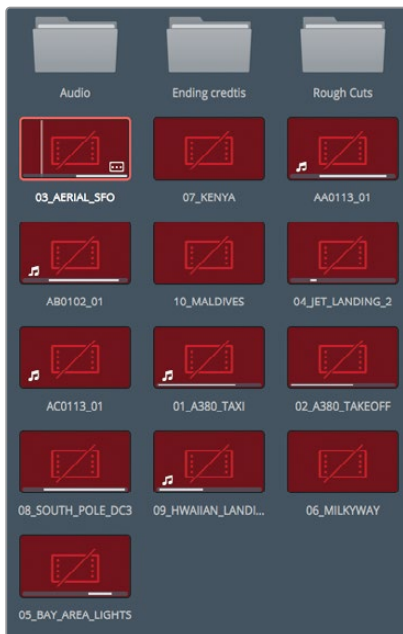 Audio
Ending credtis
Rough Cuts
03_AERIAL_SFO
07_KENYA
AA0113_01
AB0102_01
10_MALDIVES
04_JET_LANDING_2
AC0113_01
01_A380_TAXI
02_A380_TAKEOFF
08_SOUTH_POLE_DC3
09_HWAIIAN_LANDI...
06_MILKYWAY
05_BAY_AREA_LIGHTS